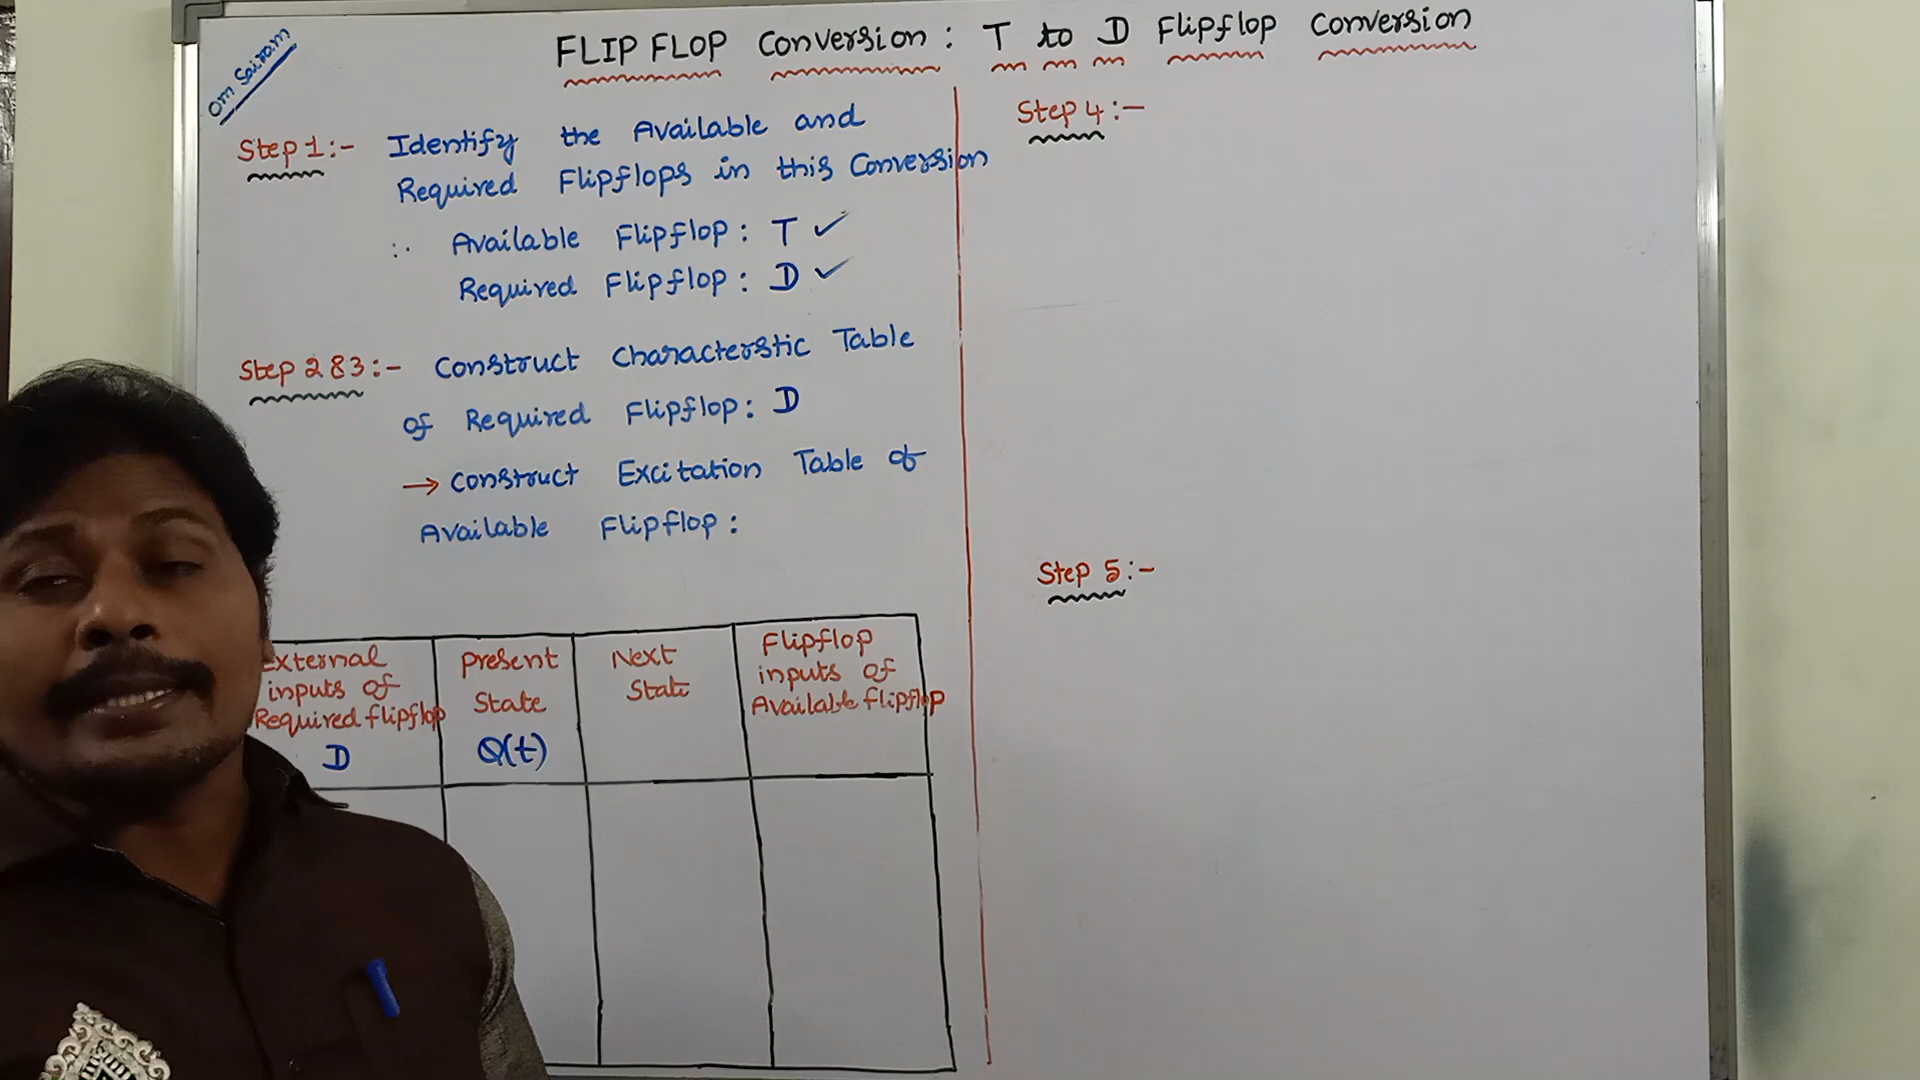 FLIP FLOP Conversion : T to D Flipflop Conversion
Om Sairam
Step 1:- Identify the Available and
Required Flipflops in this Conversion
∴ Available Flipflop : T ✓
Required Flipflop : D ✓
Step 2&3:- Construct Characterstic Table
of Required Flipflop : D
→ Construct Excitation Table of
Available Flipflop :
External
inputs of
Required flipflop
D
Present
State
Q(t)
Next
State
Flipflop
inputs of
Available flipflop
Step 4:-
Step 5:-